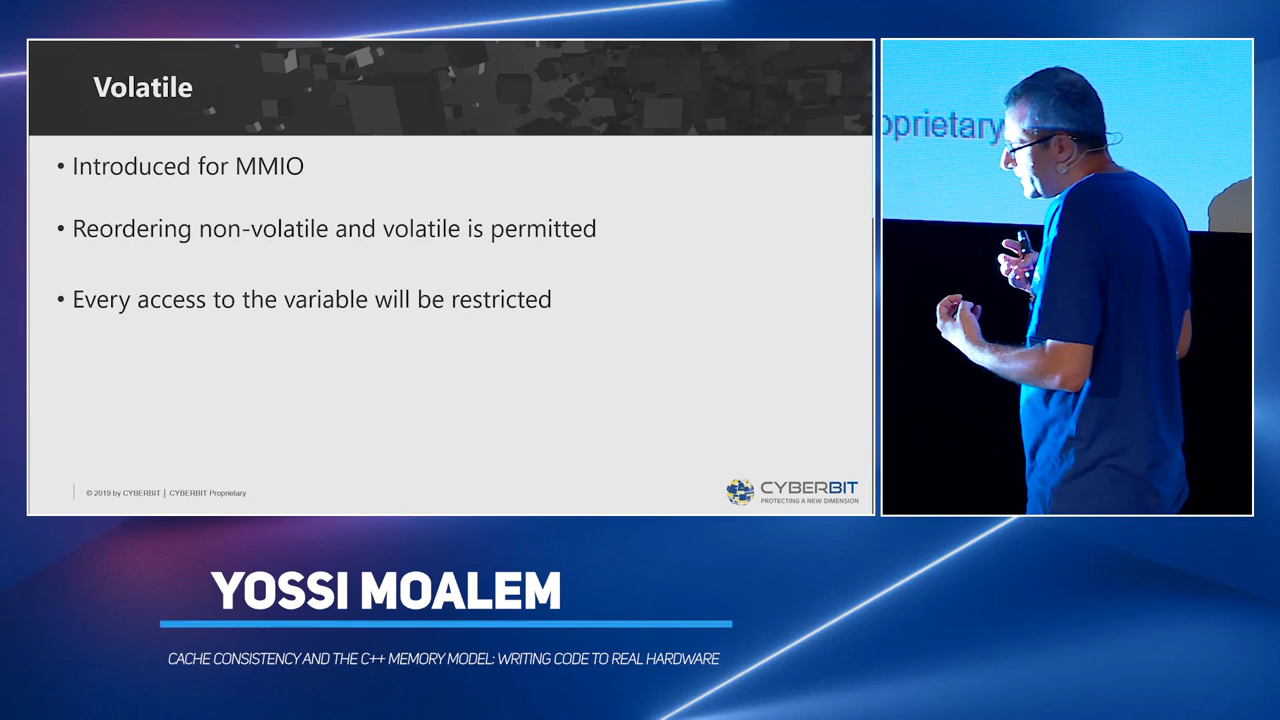 Volatile
• Introduced for MMIO
• Reordering non-volatile and volatile is permitted
• Every access to the variable will be restricted
© 2019 by CYBERBIT | CYBERBIT Proprietary
CYBERBIT
PROTECTING A NEW DIMENSION
oprietary
YOSSI MOALEM
CACHE CONSISTENCY AND THE C++ MEMORY MODEL: WRITING CODE TO REAL HARDWARE